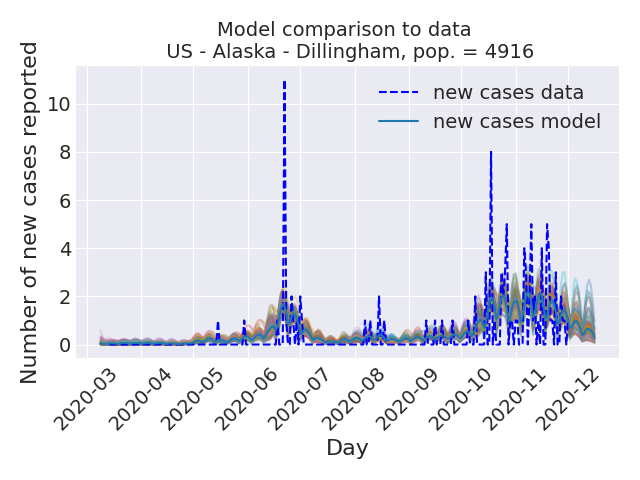 Model comparison to data
US - Alaska - Dillingham, pop. = 4916
Number of new cases reported
10
8
6
4
2
0
new cases data
new cases model
2020-03
2020-04
2020-05
2020-06
2020-07
2020-08
2020-09
2020-10
2020-11
2020-12
Day